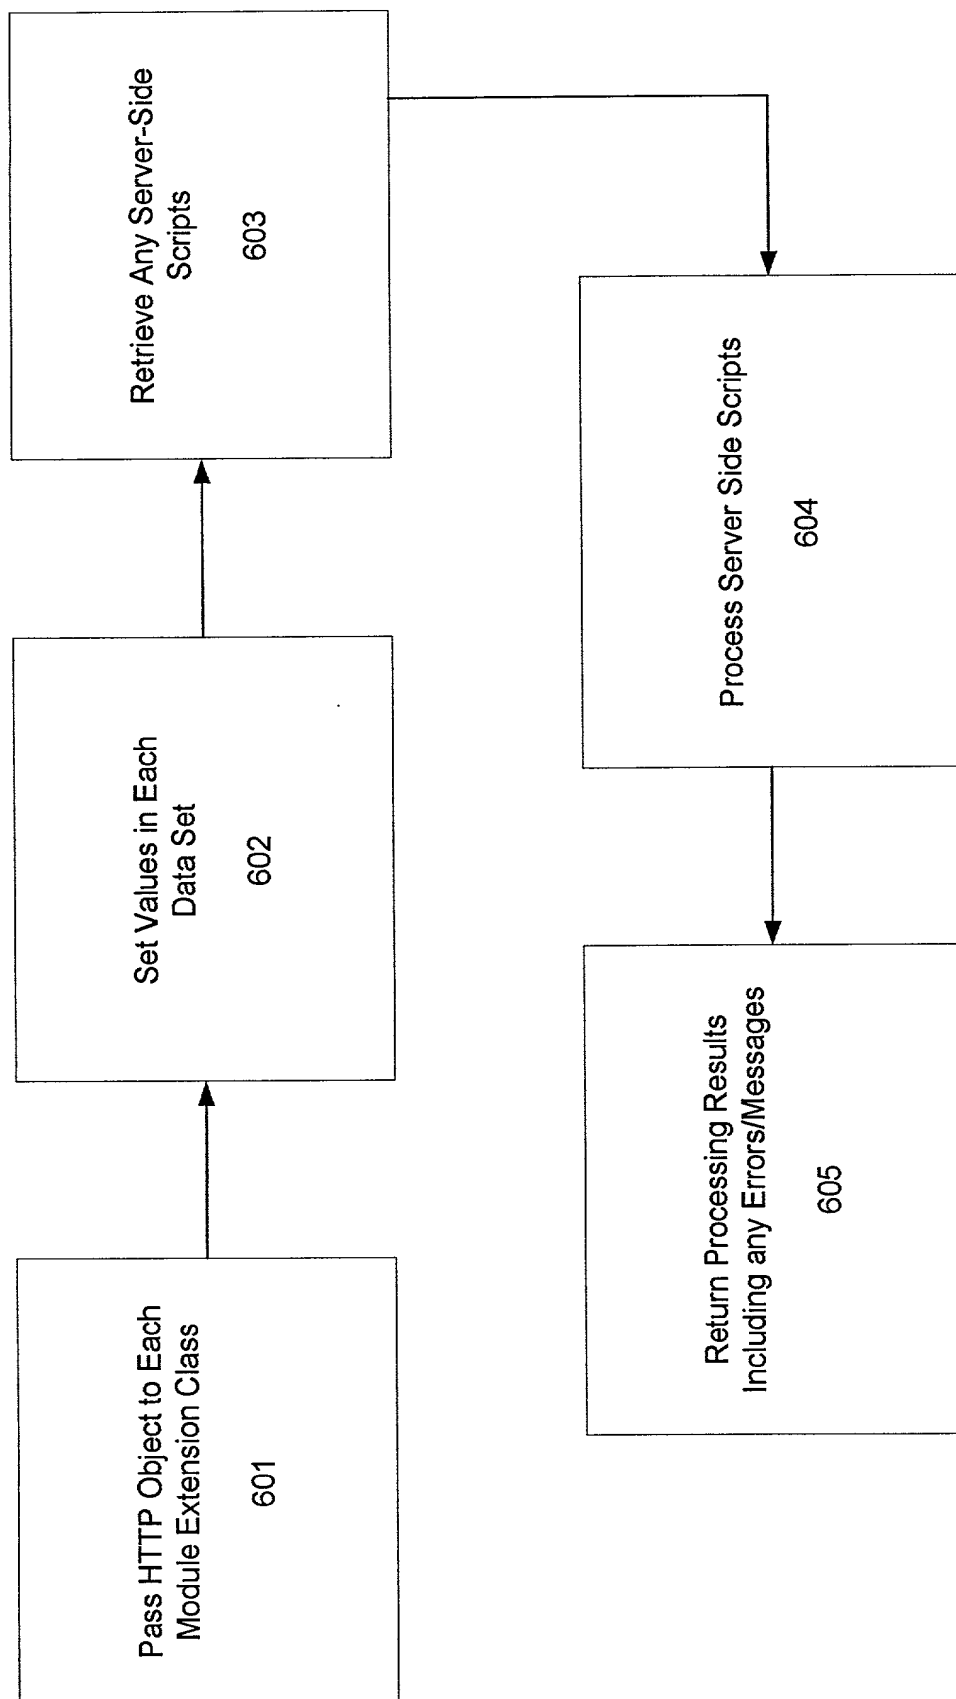 Pass HTTP Object to Each
Module Extension Class
601
Set Values in Each
Data Set
602
Retrieve Any Server-Side
Scripts
603
Process Server Side Scripts
604
Return Processing Results
Including any Errors/Messages
605